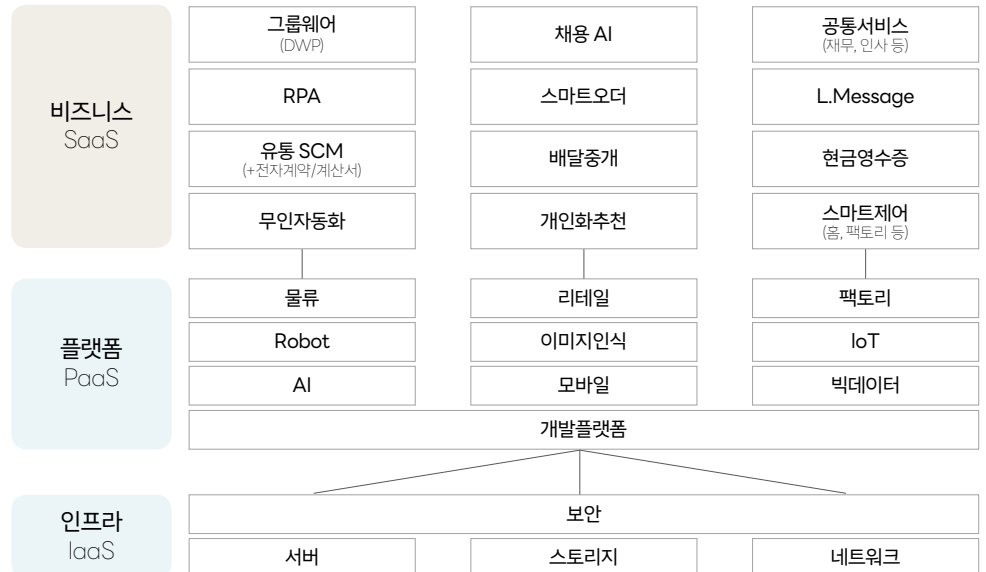 비즈니스
SaaS
그룹웨어
(DWP)
채용 AI
공통서비스
(재무, 인사 등)
RPA
스마트오더
L.Message
유통 SCM
(+전자계약/계산서)
배달중개
현금영수증
무인자동화
개인화추천
스마트제어
(홈, 팩토리 등)
플랫폼
PaaS
물류
리테일
팩토리
Robot
이미지인식
IoT
AI
모바일
빅데이터
개발플랫폼
인프라
IaaS
보안
서버
스토리지
네트워크